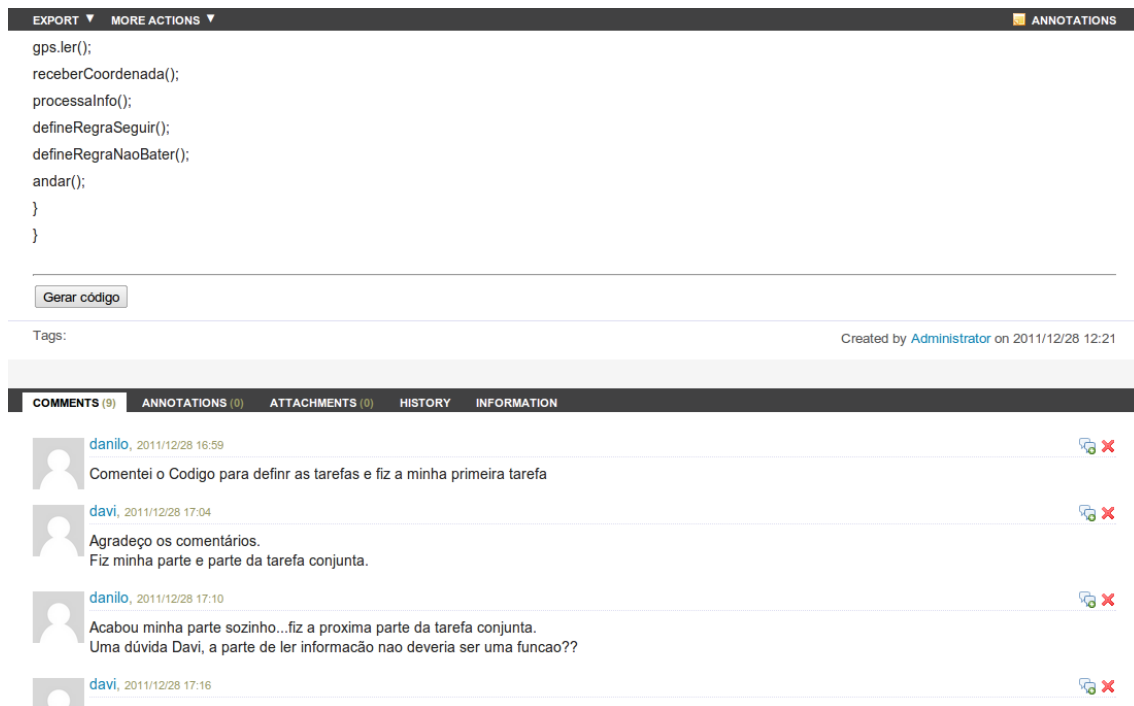 EXPORT ▼ MORE ACTIONS ▼ ANNOTATIONS
gps.ler();
receberCoordenada();
processaInfo();
defineRegraSeguir();
defineRegraNaoBater();
andar();
}
}
Gerar código
Tags: Created by Administrator on 2011/12/28 12:21
COMMENTS (9) ANNOTATIONS (0) ATTACHMENTS (0) HISTORY INFORMATION
danilo, 2011/12/28 16:59
Comentei o Codigo para definr as tarefas e fiz a minha primeira tarefa
davi, 2011/12/28 17:04
Agradeço os comentários.
Fiz minha parte e parte da tarefa conjunta.
danilo, 2011/12/28 17:10
Acabou minha parte sozinho...fiz a proxima parte da tarefa conjunta.
Uma dúvida Davi, a parte de ler informacão nao deveria ser uma funcao??
davi, 2011/12/28 17:16